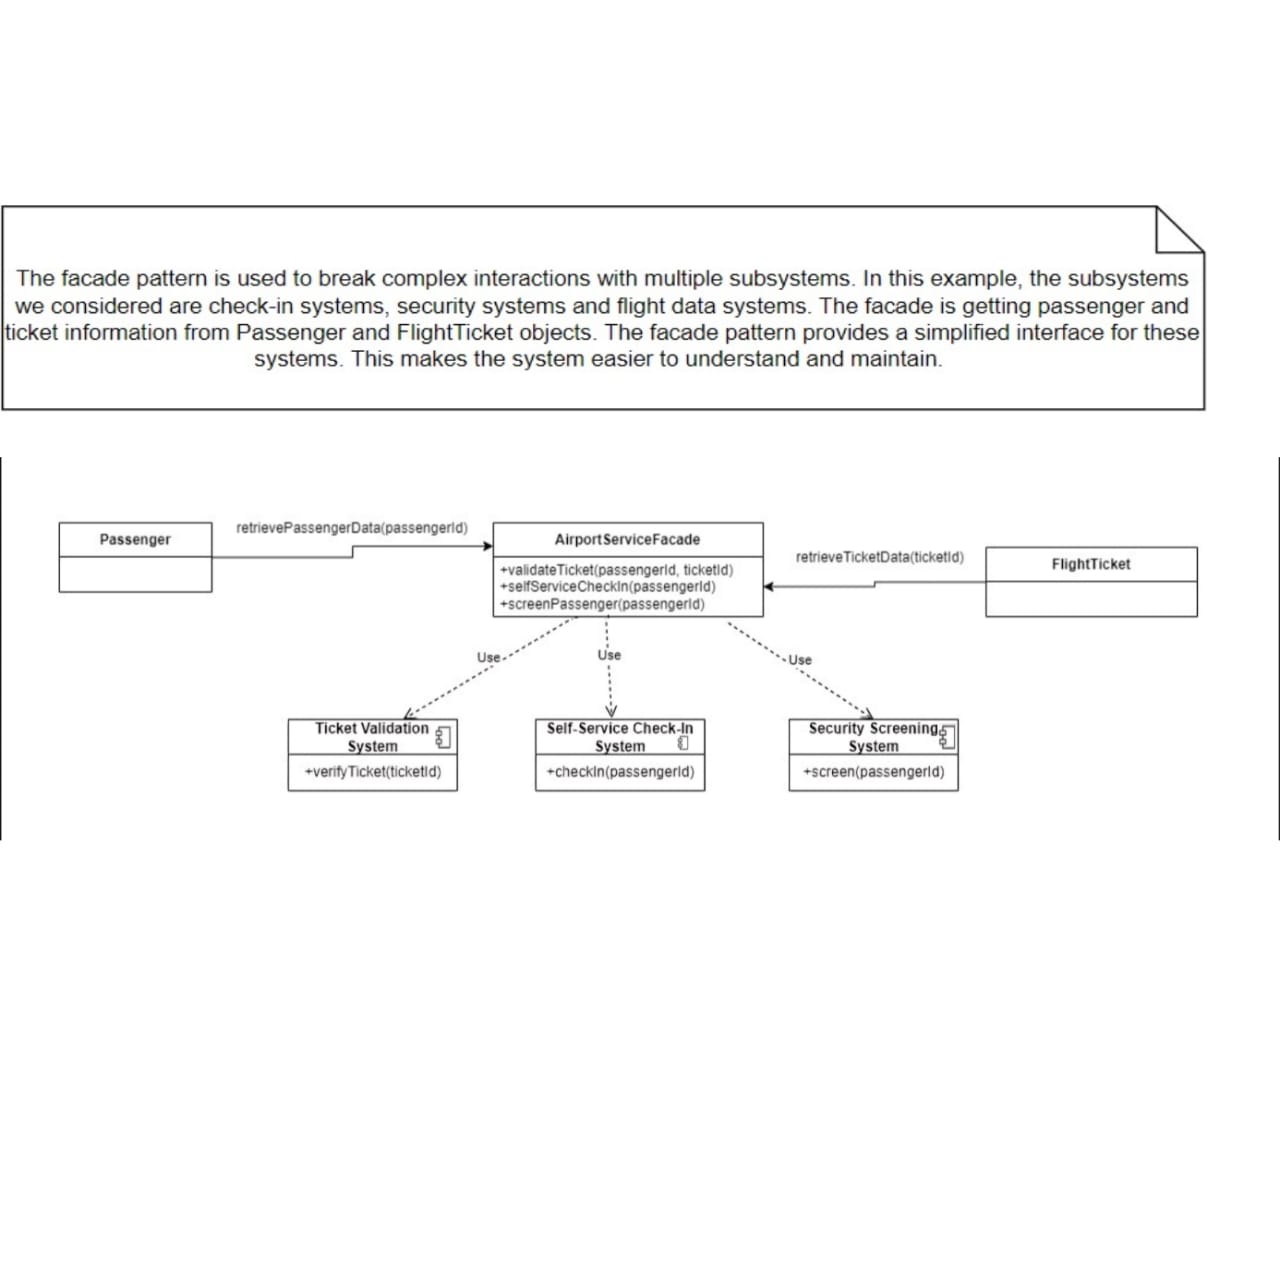 The facade pattern is used to break complex interactions with multiple subsystems. In this example, the subsystems
we considered are check-in systems, security systems and flight data systems. The facade is getting passenger and
ticket information from Passenger and FlightTicket objects. The facade pattern provides a simplified interface for these
systems. This makes the system easier to understand and maintain.
Passenger
retrievePassengerData(passengerId)
AirportServiceFacade
+validateTicket(passengerId, ticketId)
+selfServiceCheckIn(passengerId)
+screenPassenger(passengerId)
retrieveTicketData(ticketId)
FlightTicket
Use
Use
Use
Ticket Validation
System
+verifyTicket(ticketId)
Self-Service Check-In
System
+checkIn(passengerId)
Security Screening
System
+screen(passengerId)